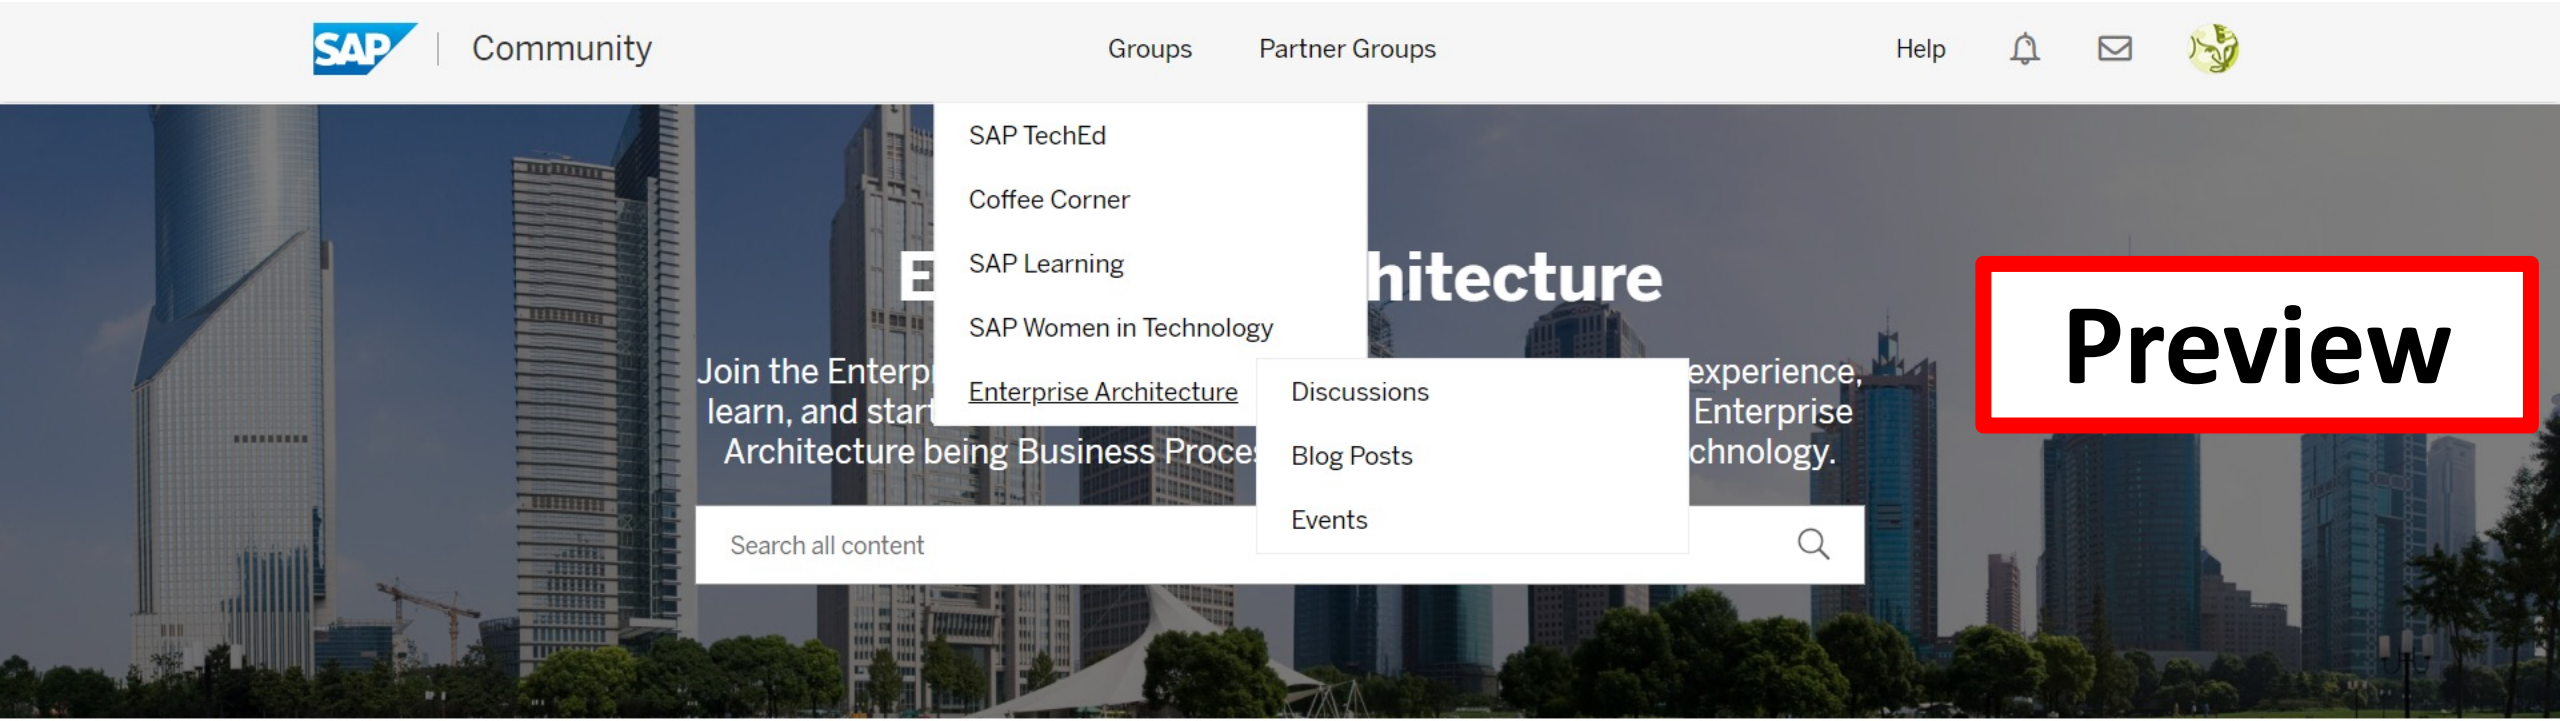 SAP Community Groups Partner Groups Help
SAP TechEd
Coffee Corner
SAP Learning
SAP Women in Technology
Enterprise Architecture
Discussions
Blog Posts
Events
E hitecture
Join the Enterp experience,
learn, and start Enterprise
Architecture being Business Proce chnology.
Search all content
Preview